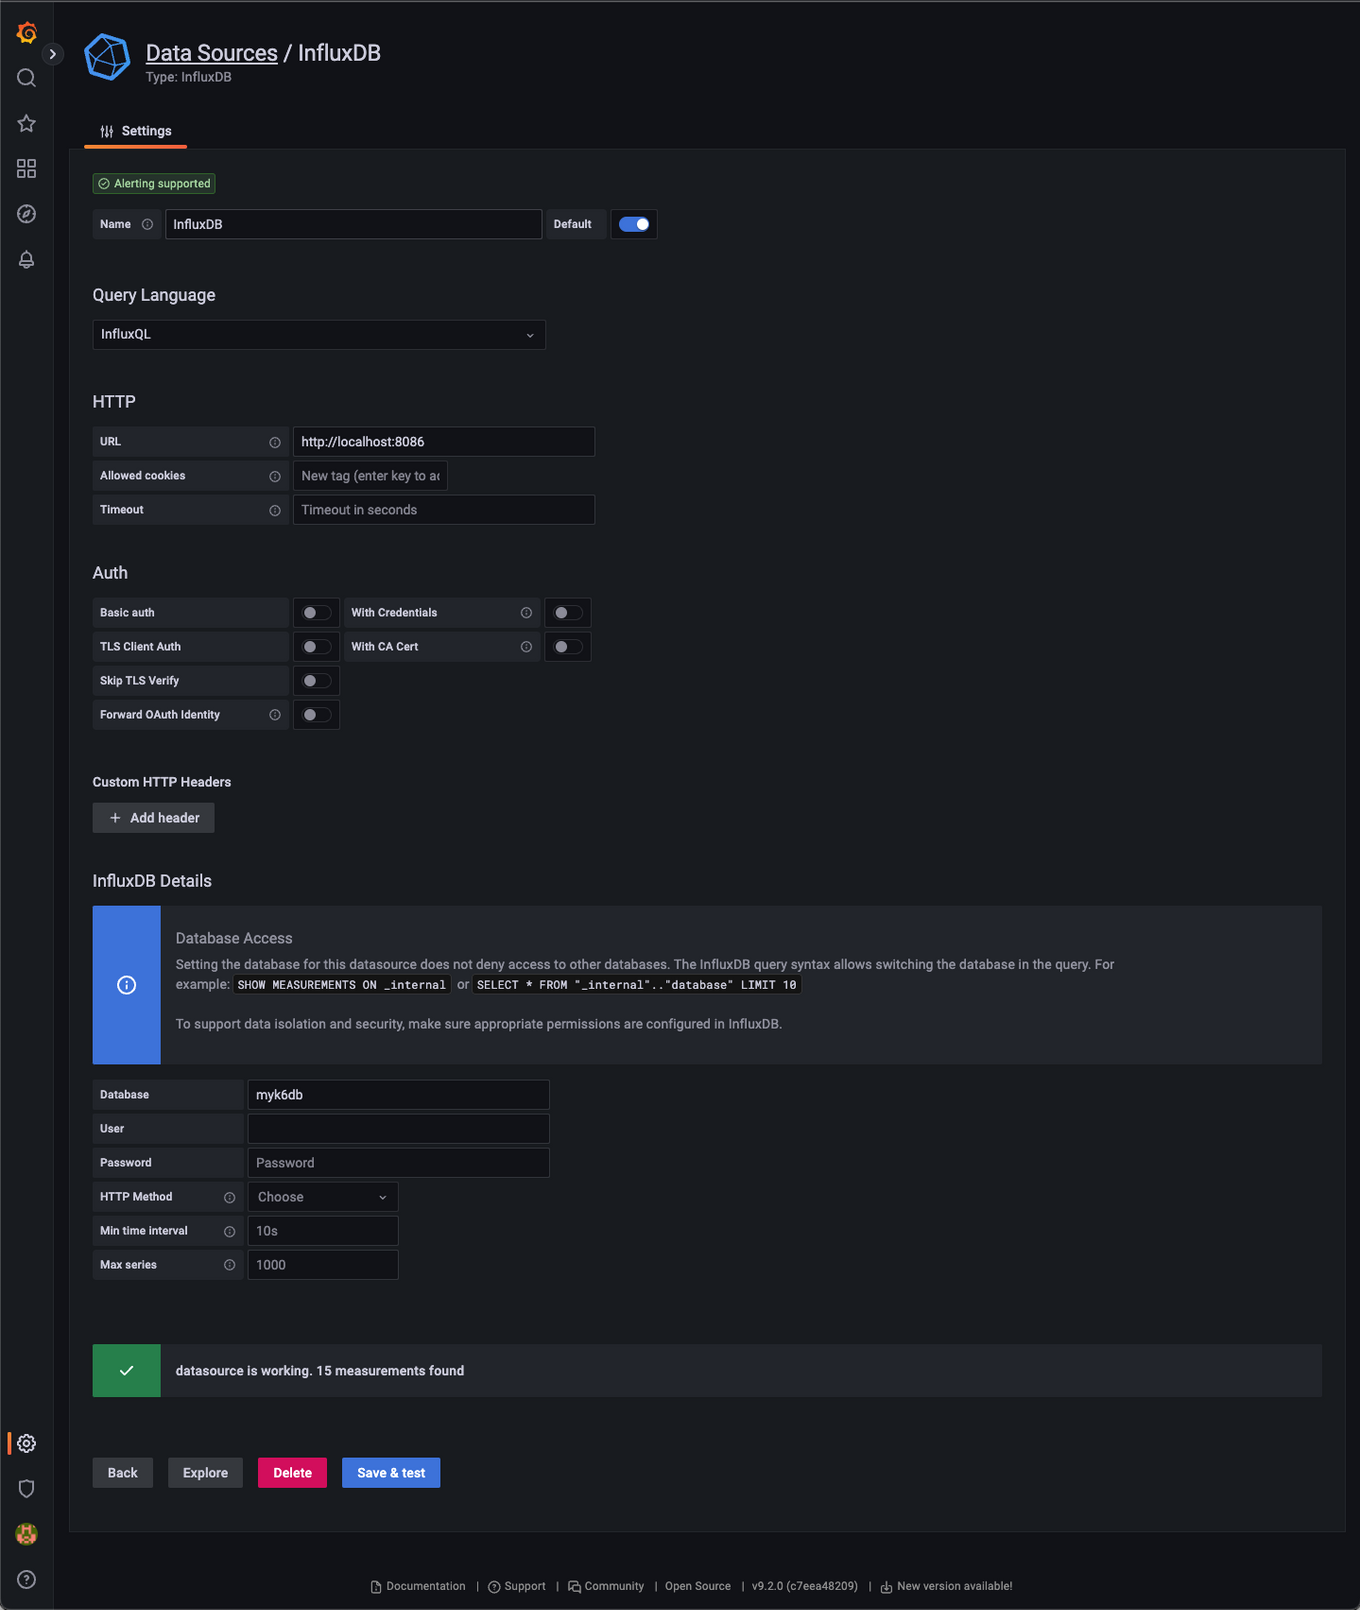 Data Sources / InfluxDB
Type: InfluxDB
Settings
Alerting supported
Name InfluxDB Default
Query Language
InfluxQL
HTTP
URL http://localhost:8086
Allowed cookies New tag (enter key to ad
Timeout Timeout in seconds
Auth
Basic auth With Credentials
TLS Client Auth With CA Cert
Skip TLS Verify
Forward OAuth Identity
Custom HTTP Headers
+ Add header
InfluxDB Details
Database Access
Setting the database for this datasource does not deny access to other databases. The InfluxDB query syntax allows switching the database in the query. For
example: SHOW MEASUREMENTS ON _internal or SELECT * FROM "_internal".."database" LIMIT 10
To support data isolation and security, make sure appropriate permissions are configured in InfluxDB.
Database myk6db
User
Password Password
HTTP Method Choose
Min time interval 10s
Max series 1000
datasource is working. 15 measurements found
Back Explore Delete Save & test
Documentation | Support | Community | Open Source | v9.2.0 (c7eea48209) | New version available!